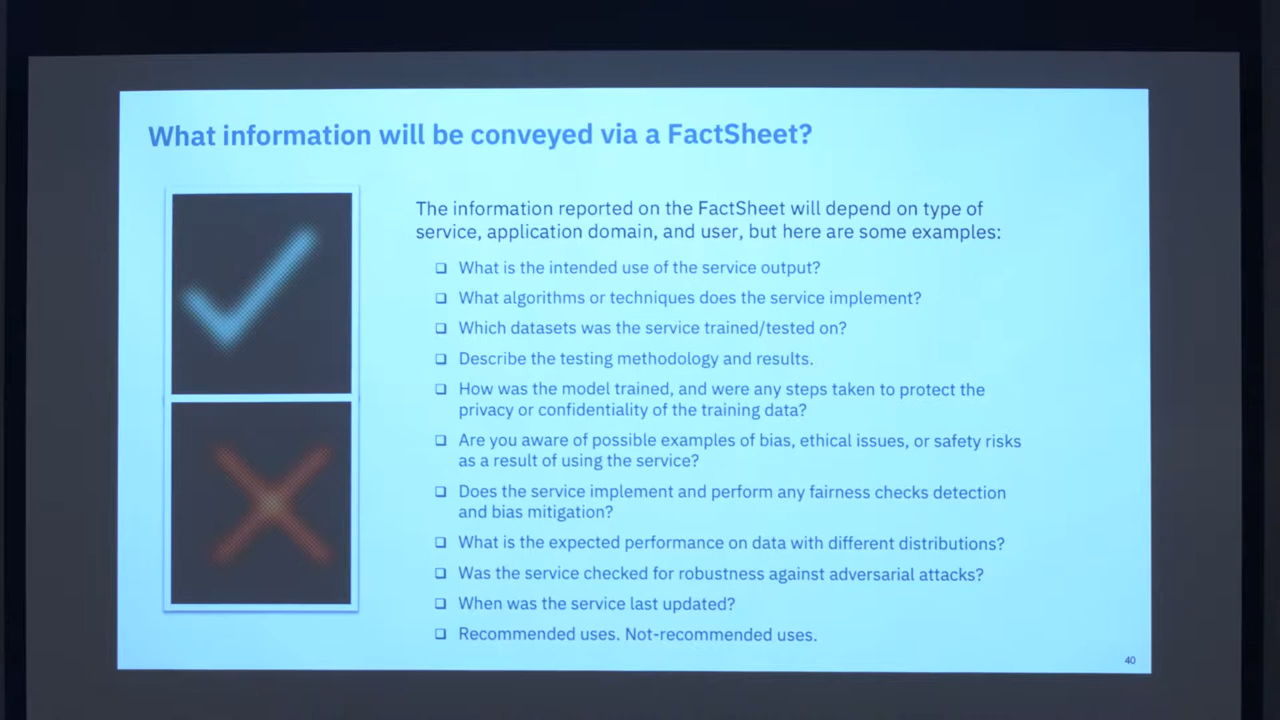 What information will be conveyed via a FactSheet?
The information reported on the FactSheet will depend on type of
service, application domain, and user, but here are some examples:
❑ What is the intended use of the service output?
❑ What algorithms or techniques does the service implement?
❑ Which datasets was the service trained/tested on?
❑ Describe the testing methodology and results.
❑ How was the model trained, and were any steps taken to protect the
privacy or confidentiality of the training data?
❑ Are you aware of possible examples of bias, ethical issues, or safety risks
as a result of using the service?
❑ Does the service implement and perform any fairness checks detection
and bias mitigation?
❑ What is the expected performance on data with different distributions?
❑ Was the service checked for robustness against adversarial attacks?
❑ When was the service last updated?
❑ Recommended uses. Not-recommended uses.
40